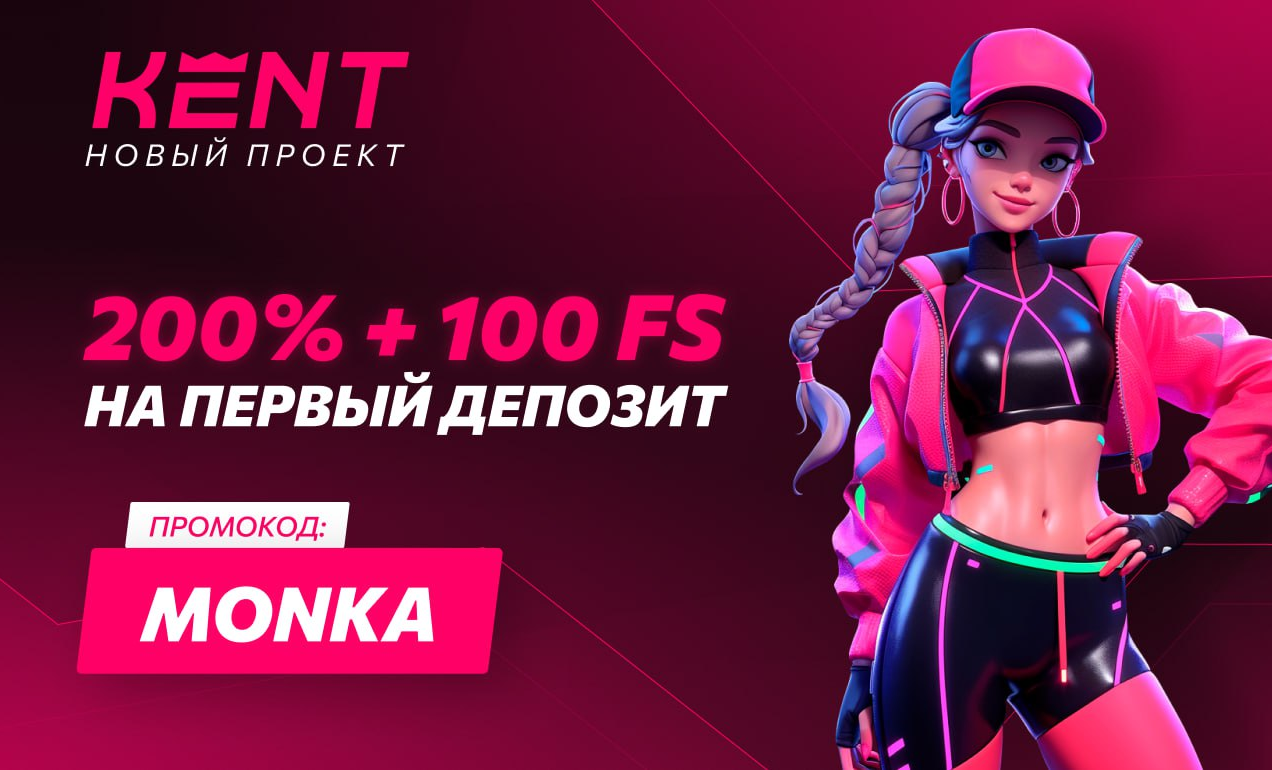 KENT
НОВЫЙ ПРОЕКТ
200% + 100 FS
НА ПЕРВЫЙ ДЕПОЗИТ
ПРОМОКОД:
MONKA